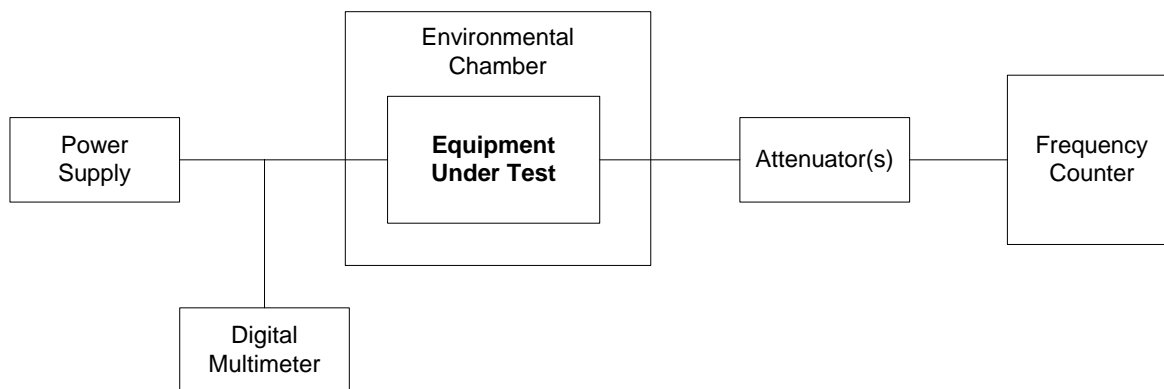 Environmental
Chamber
Power
Supply
Equipment
Under Test
Attenuator(s)
Frequency
Counter
Digital
Multimeter